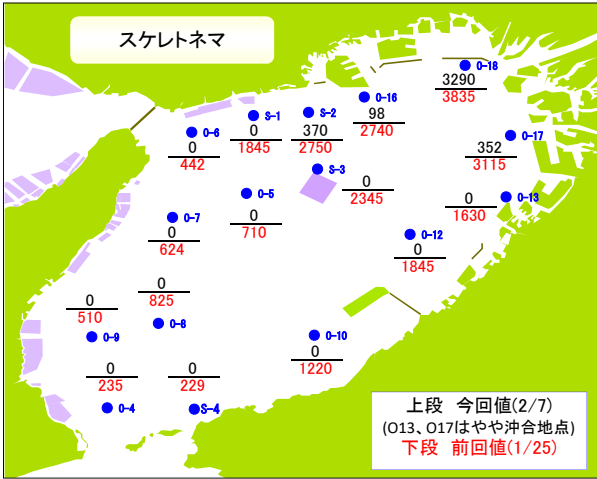 スケレトネマ
O-18
3290
3835
O-16
98
2740
S-2
370
2750
S-1
0
1845
O-6
0
442
O-17
352
3115
S-3
0
2345
O-5
0
710
O-13
0
1630
O-7
0
624
O-12
0
1845
0
825
O-8
0
510
O-9
O-10
0
1220
0
235
O-4
0
229
S-4
上段 今回値(2/7)
(O13、O17はやや沖合地点)
下段 前回値(1/25)